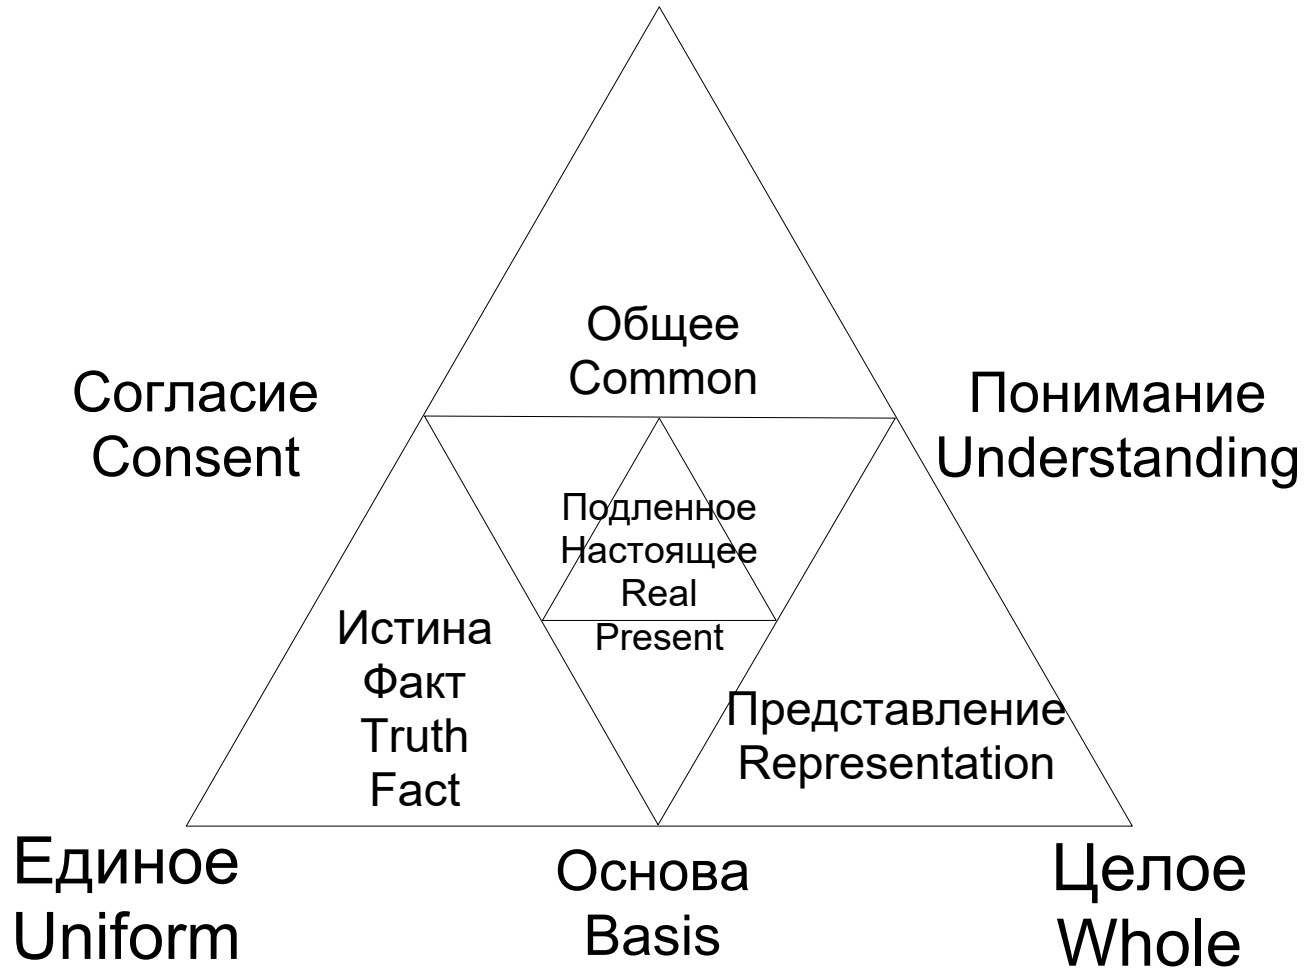 Общее
Common
Согласие
Consent
Понимание
Understanding
Подленное
Настоящее
Real
Present
Истина
Факт
Truth
Fact
Представление
Representation
Единое
Uniform
Основа
Basis
Целое
Whole